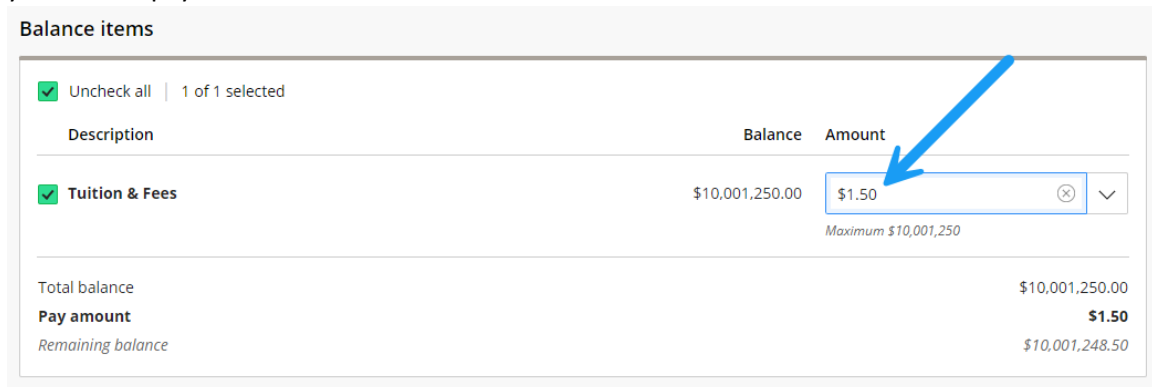 Balance items
Uncheck all | 1 of 1 selected
Description Balance Amount
Tuition & Fees $10,001,250.00 $1.50
Maximum $10,001,250
Total balance $10,001,250.00
Pay amount $1.50
Remaining balance $10,001,248.50